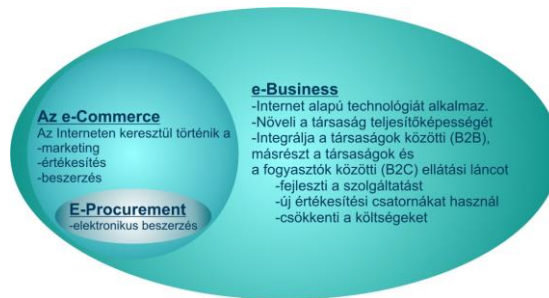 Az e-Commerce
Az Interneten keresztül történik a
-marketing
-értékesítés
-beszerzés
E-Procurement
-elektronikus beszerzés
e-Business
-Internet alapú technológiát alkalmaz.
-Növeli a társaság teljesítőképességét
-Integrálja a társaságok közötti (B2B),
másrészt a társaságok és
a fogyasztók közötti (B2C) ellátási láncot
-fejleszti a szolgáltatást
-új értékesítési csatornákat használ
-csökkenti a költségeket